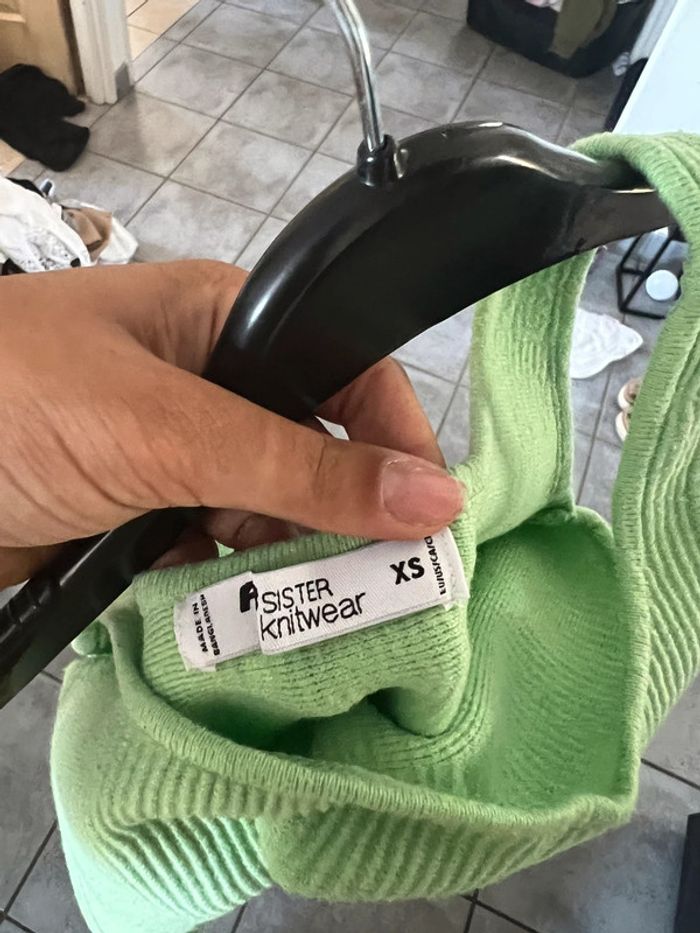 SISTER
knitwear
XS
MADE IN
BANGLADESH